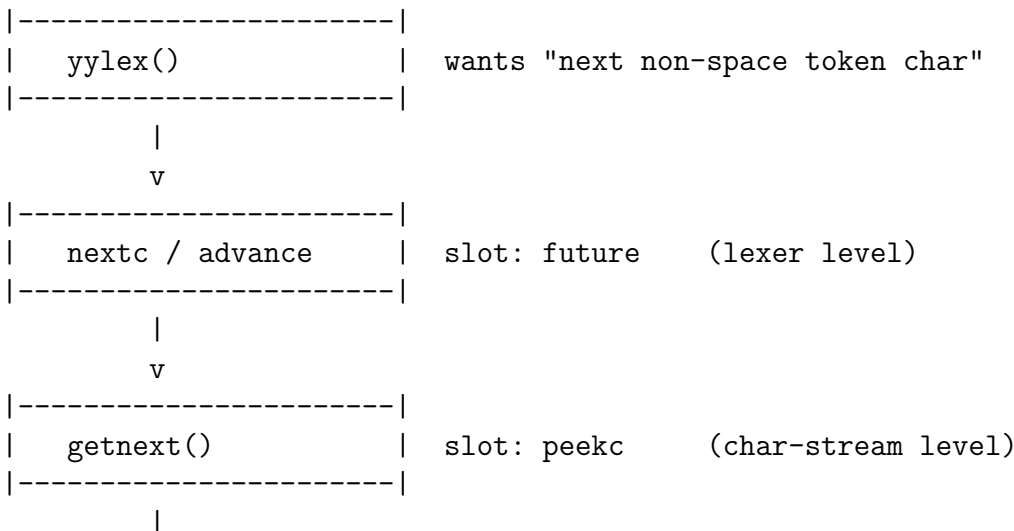 |-----------------------|
|   yylex()             |  wants "next non-space token char"
|-----------------------|
         |
         v
|-----------------------|
|   nextc / advance     |  slot: future    (lexer level)
|-----------------------|
         |
         v
|-----------------------|
|   getnext()           |  slot: peekc     (char-stream level)
|-----------------------|
         |